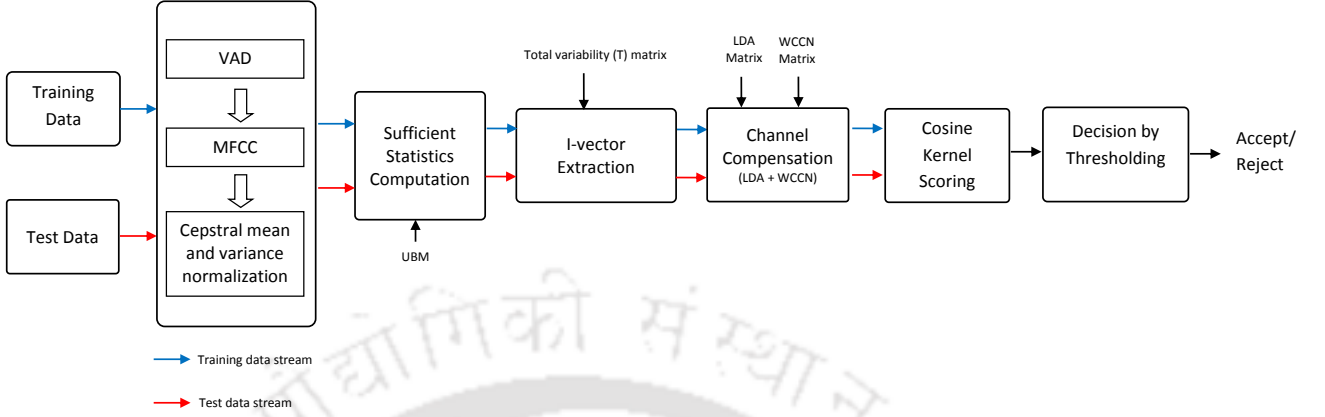 Training
Data
Test Data
VAD
MFCC
Cepstral mean
and variance
normalization
Sufficient
Statistics
Computation
UBM
Total variability (T) matrix
I-vector
Extraction
LDA
Matrix
WCCN
Matrix
Channel
Compensation
(LDA + WCCN)
Cosine
Kernel
Scoring
Decision by
Thresholding
Accept/
Reject
Training data stream
Test data stream
द्योगिकी संस्थान